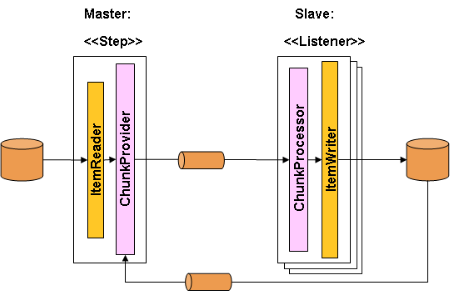 Master:
<<Step>>
ItemReader
ChunkProvider
Slave:
<<Listener>>
ChunkProcessor
ItemWriter